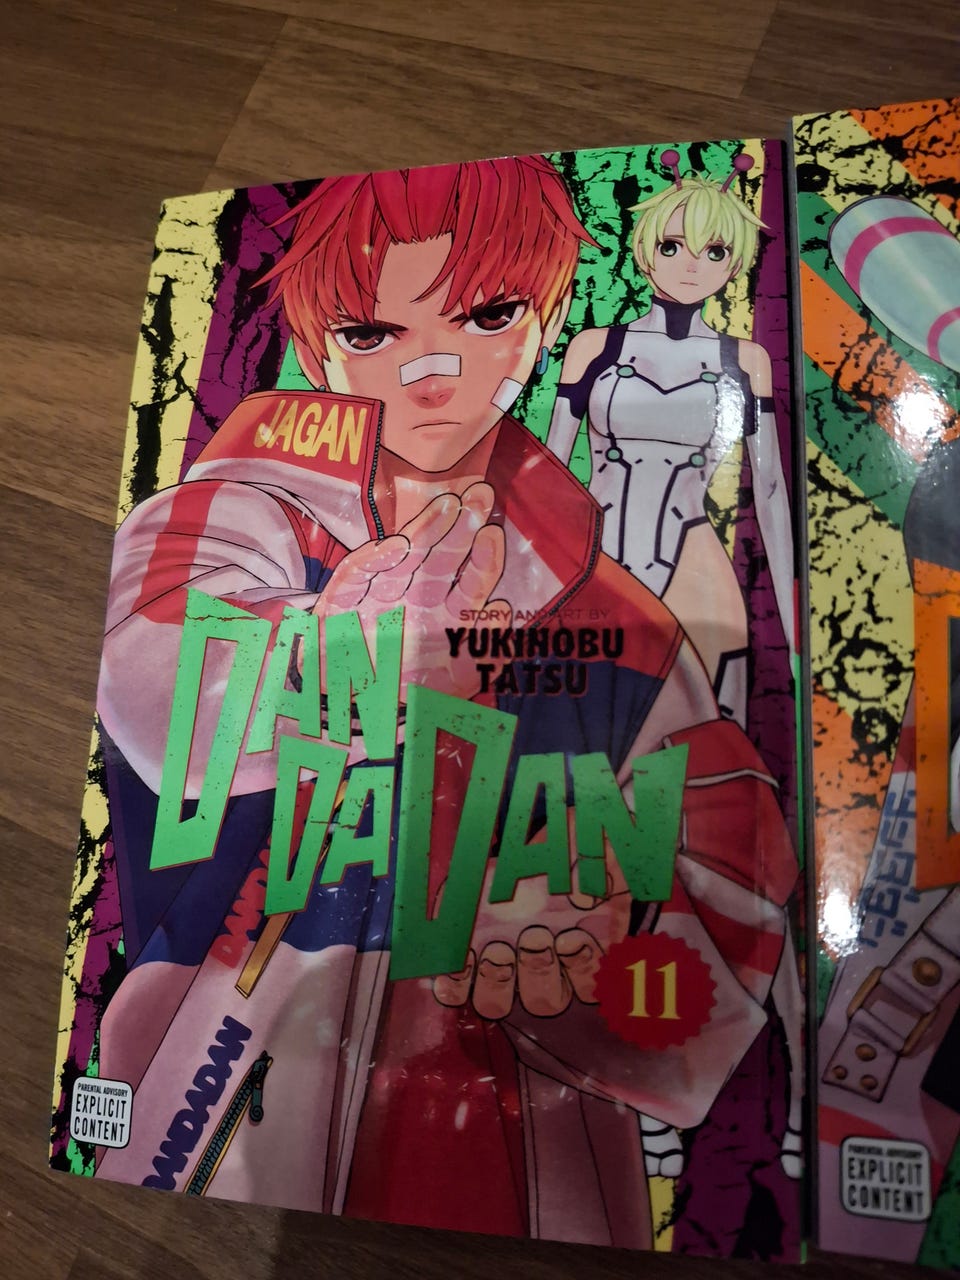 JAGAN
STORY AND ART BY
YUKINOBU
TATSU
DAN
DA DAN
11
DANDADAN
PARENTAL ADVISORY
EXPLICIT
CONTENT
PARENTAL ADVISORY
EXPLICIT
CONTENT